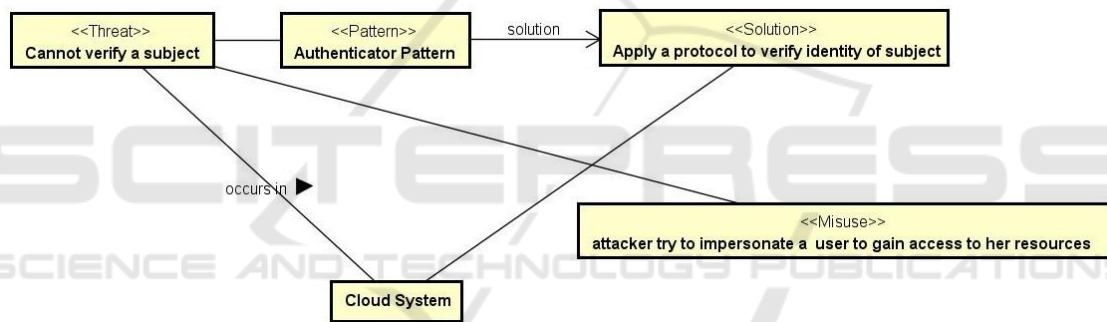 <<Threat>>
Cannot verify a subject
<<Pattern>>
Authenticator Pattern
solution
<<Solution>>
Apply a protocol to verify identity of subject
occurs in
<<Misuse>>
attacker try to impersonate a user to gain access to her resources
Cloud System
SCITEPRESS
SCIENCE AND TECHNOLOGY PUBLICATIONS